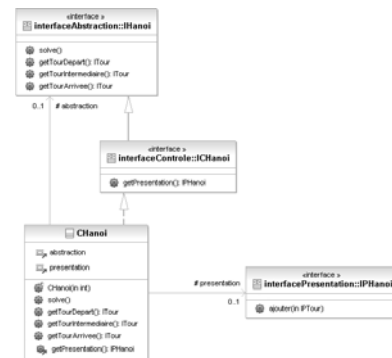 «interface »
interfaceAbstraction::IHanoi
solve()
getTourDepart(): ITour
getTourIntermediaire(): ITour
getTourArrivee(): ITour
0..1
# abstraction
«interface »
interfaceControle::ICHanoi
getPresentation(): IPHanoi
CHanoi
abstraction
presentation
CHanoi(in int)
solve()
getTourDepart(): ITour
getTourIntermediaire(): ITour
getTourArrivee(): ITour
getPresentation(): IPHanoi
# presentation
0..1
«interface »
interfacePresentation::IPHanoi
ajouter(in IPTour)